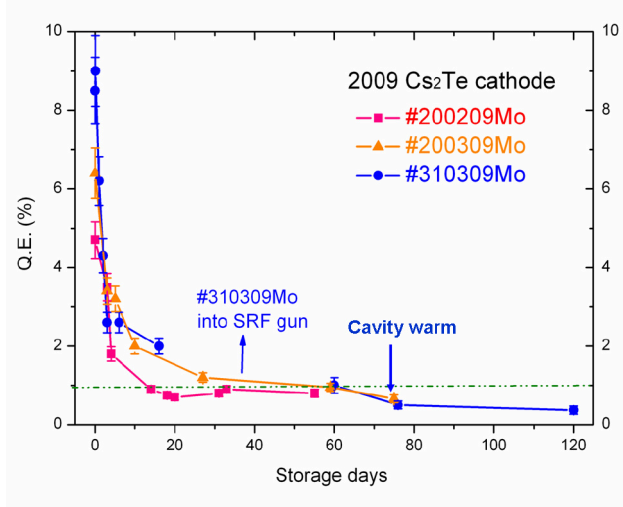 10
10
2009 Cs₂Te cathode
#200209Mo
#200309Mo
#310309Mo
8
8
6
6
Q.E. (%)
4
4
#310309Mo
into SRF gun
Cavity warm
2
2
0
0
0 20 40 60 80 100 120
Storage days